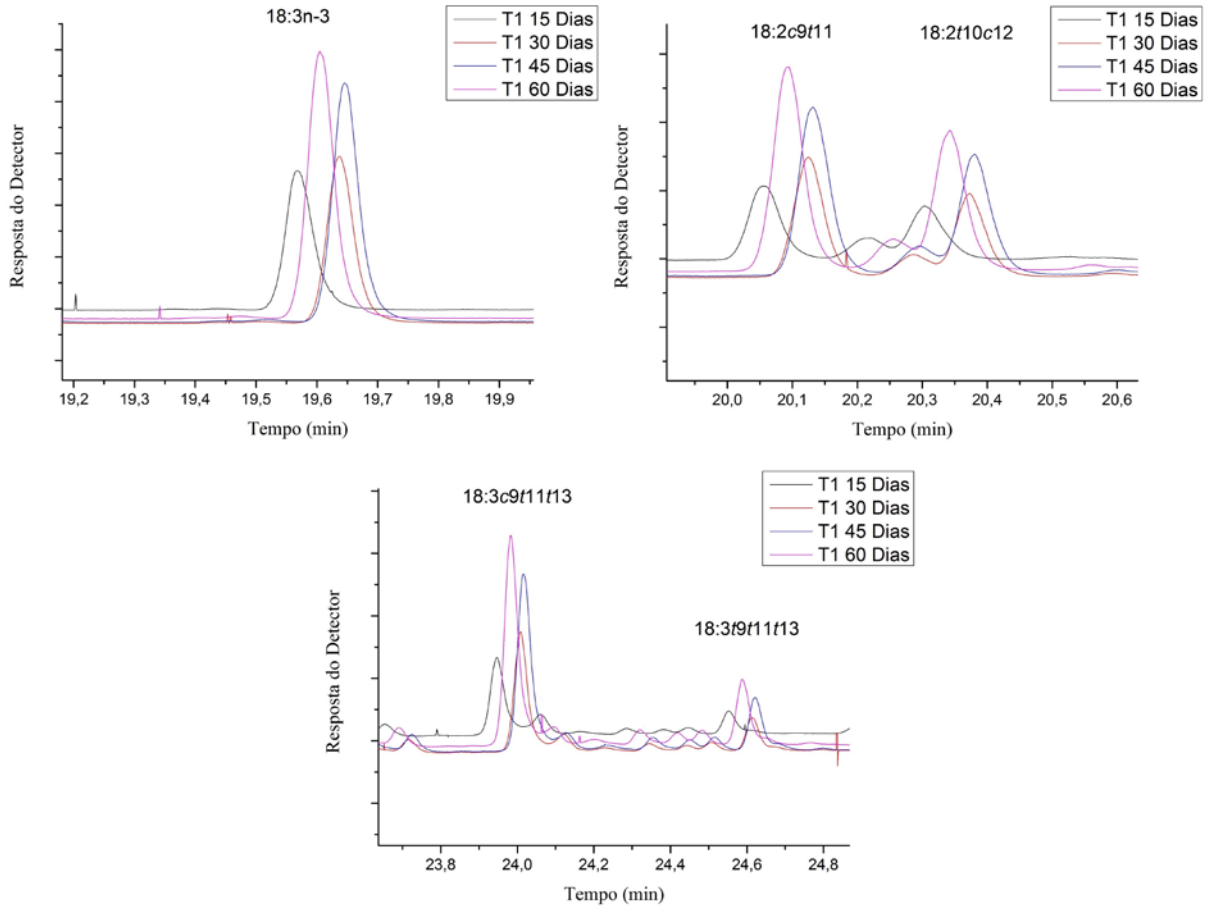 18:3n-3
T1 15 Dias
T1 30 Dias
T1 45 Dias
T1 60 Dias
Resposta do Detector
19,2 19,3 19,4 19,5 19,6 19,7 19,8 19,9
Tempo (min)
18:2c9t11
18:2t10c12
T1 15 Dias
T1 30 Dias
T1 45 Dias
T1 60 Dias
Resposta do Detector
20,0 20,1 20,2 20,3 20,4 20,5 20,6
Tempo (min)
18:3c9t11t13
18:3t9t11t13
T1 15 Dias
T1 30 Dias
T1 45 Dias
T1 60 Dias
Resposta do Detector
23,8 24,0 24,2 24,4 24,6 24,8
Tempo (min)